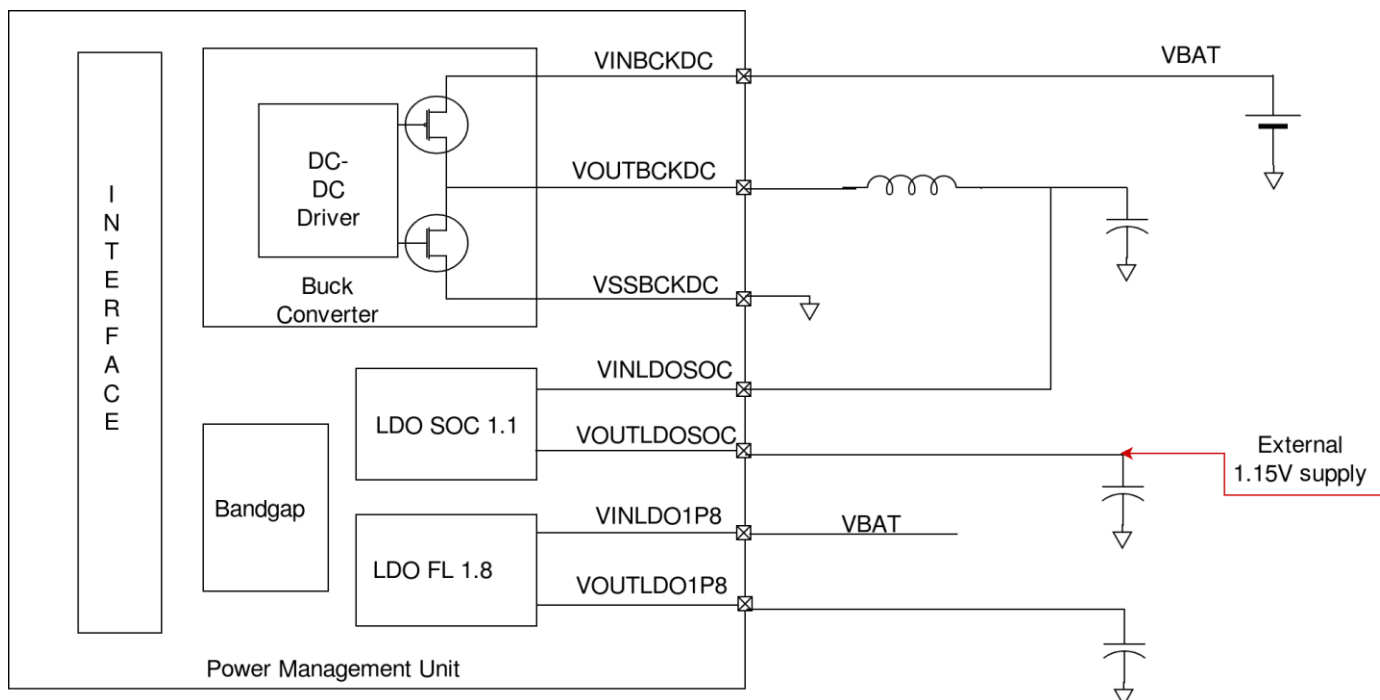 I
N
T
E
R
F
A
C
E
DC-
DC
Driver
Buck
Converter
VINBCKDC
VBAT
VOUTBCKDC
VSSBCKDC
LDO SOC 1.1
VINLDOSOC
VOUTLDOSOC
External
1.15V supply
Bandgap
LDO FL 1.8
VINLDO1P8
VBAT
VOUTLDO1P8
Power Management Unit